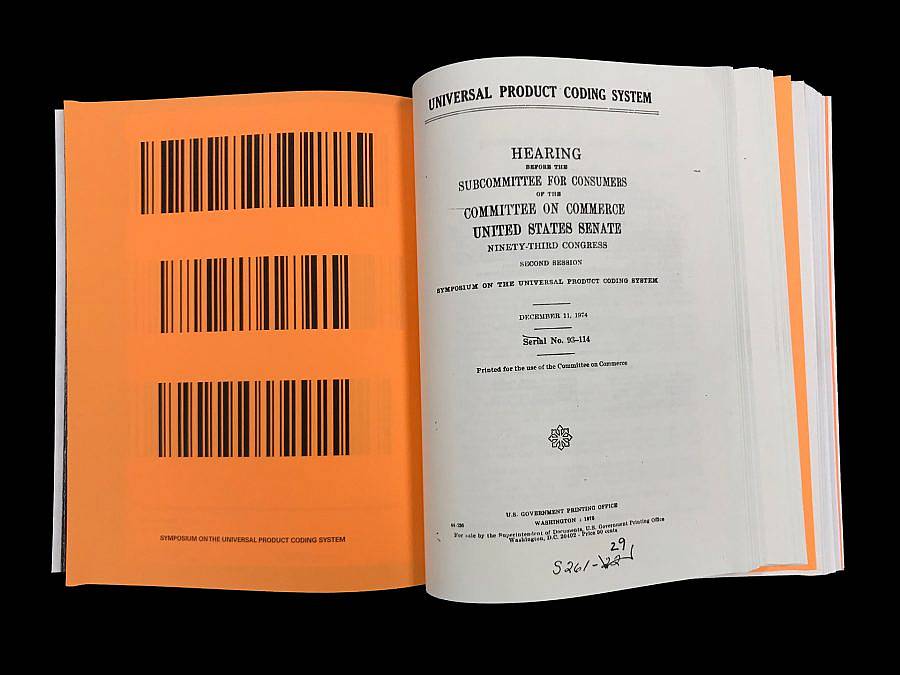 SYMPOSIUM ON THE UNIVERSAL PRODUCT CODING SYSTEM
UNIVERSAL PRODUCT CODING SYSTEM
HEARING
BEFORE THE
SUBCOMMITTEE FOR CONSUMERS
OF THE
COMMITTEE ON COMMERCE
UNITED STATES SENATE
NINETY-THIRD CONGRESS
SECOND SESSION
SYMPOSIUM ON THE UNIVERSAL PRODUCT CODING SYSTEM
DECEMBER 11, 1974
Serial No. 93-114
Printed for the use of the Committee on Commerce
U.S. GOVERNMENT PRINTING OFFICE
WASHINGTON : 1975
For sale by the Superintendent of Documents, U.S. Government Printing Office
Washington, D.C. 20402 - Price 90 cents
29
S261-22